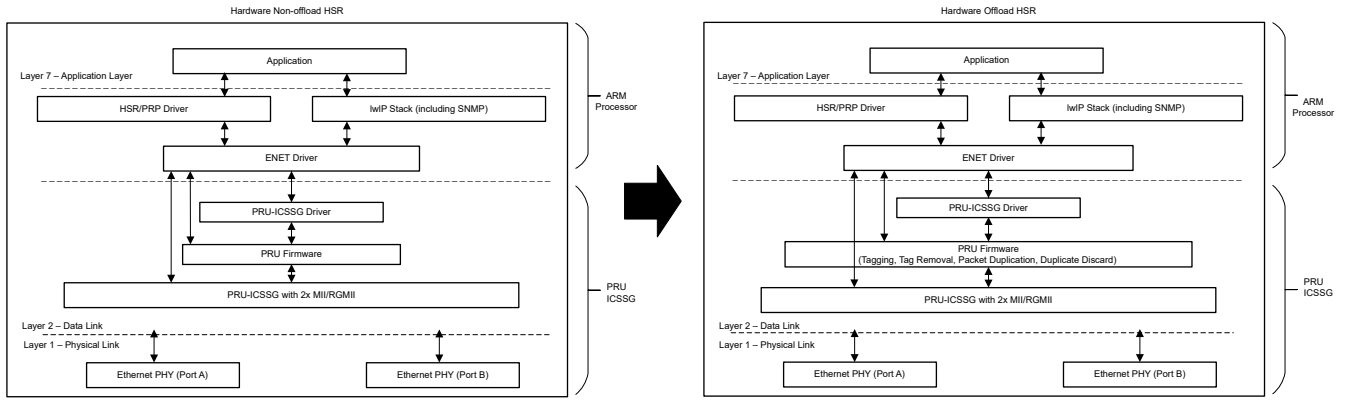 Hardware Non-offload HSR
Application
Layer 7 – Application Layer
HSR/PRP Driver
lwIP Stack (including SNMP)
ENET Driver
PRU-ICSSG Driver
PRU Firmware
PRU-ICSSG with 2x MII/RGMII
Layer 2 – Data Link
Layer 1 – Physical Link
Ethernet PHY (Port A)
Ethernet PHY (Port B)
ARM
Processor
PRU
ICSSG
Hardware Offload HSR
Application
Layer 7 – Application Layer
HSR/PRP Driver
lwIP Stack (including SNMP)
ENET Driver
PRU-ICSSG Driver
PRU Firmware
(Tagging, Tag Removal, Packet Duplication, Duplicate Discard)
PRU-ICSSG with 2x MII/RGMII
Layer 2 – Data Link
Layer 1 – Physical Link
Ethernet PHY (Port A)
Ethernet PHY (Port B)
ARM
Processor
PRU
ICSSG